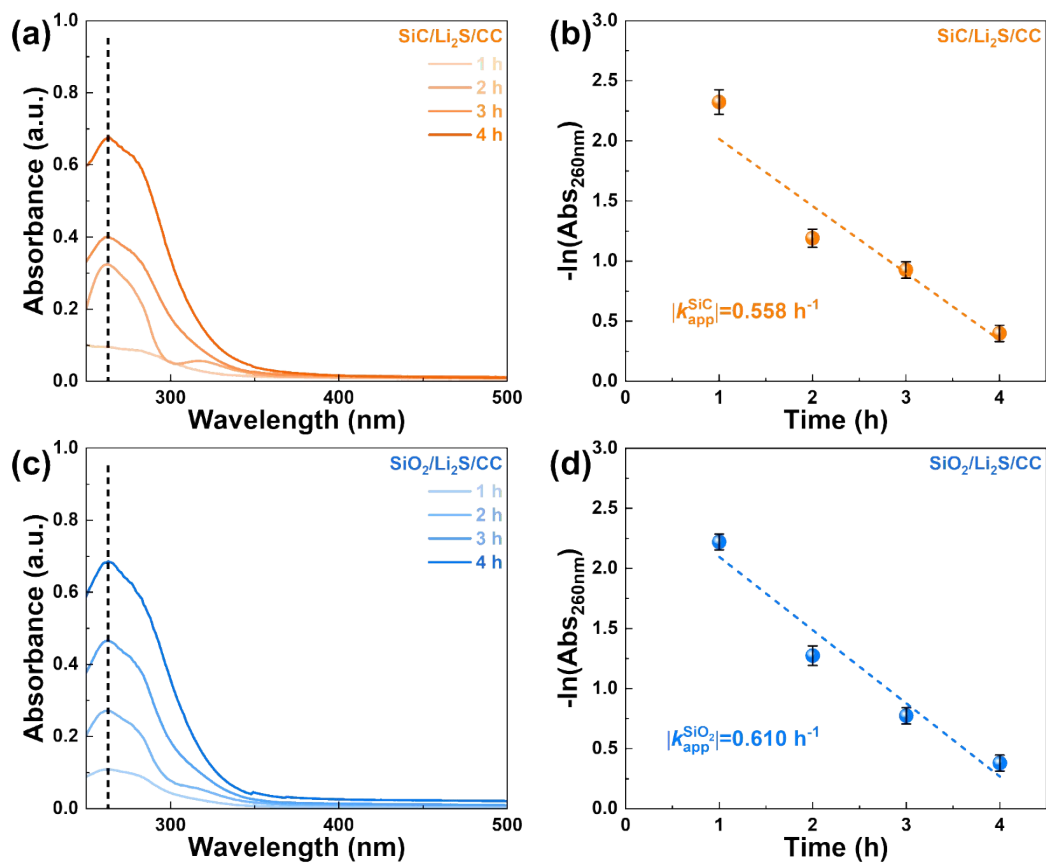 (a)
SiC/Li₂S/CC
1 h
2 h
3 h
4 h
1.0
0.8
0.6
0.4
0.2
0.0
Absorbance (a.u.)
300
400
500
Wavelength (nm)
(b)
SiC/Li₂S/CC
3.0
2.5
2.0
1.5
1.0
0.5
0.0
-ln(Abs₂₆₀ₙₘ)
|k_app^SiC|=0.558 h⁻¹
0
1
2
3
4
Time (h)
(c)
SiO₂/Li₂S/CC
1 h
2 h
3 h
4 h
1.0
0.8
0.6
0.4
0.2
0.0
Absorbance (a.u.)
300
400
500
Wavelength (nm)
(d)
SiO₂/Li₂S/CC
3.0
2.5
2.0
1.5
1.0
0.5
0.0
-ln(Abs₂₆₀ₙₘ)
|k_app^SiO₂|=0.610 h⁻¹
0
1
2
3
4
Time (h)